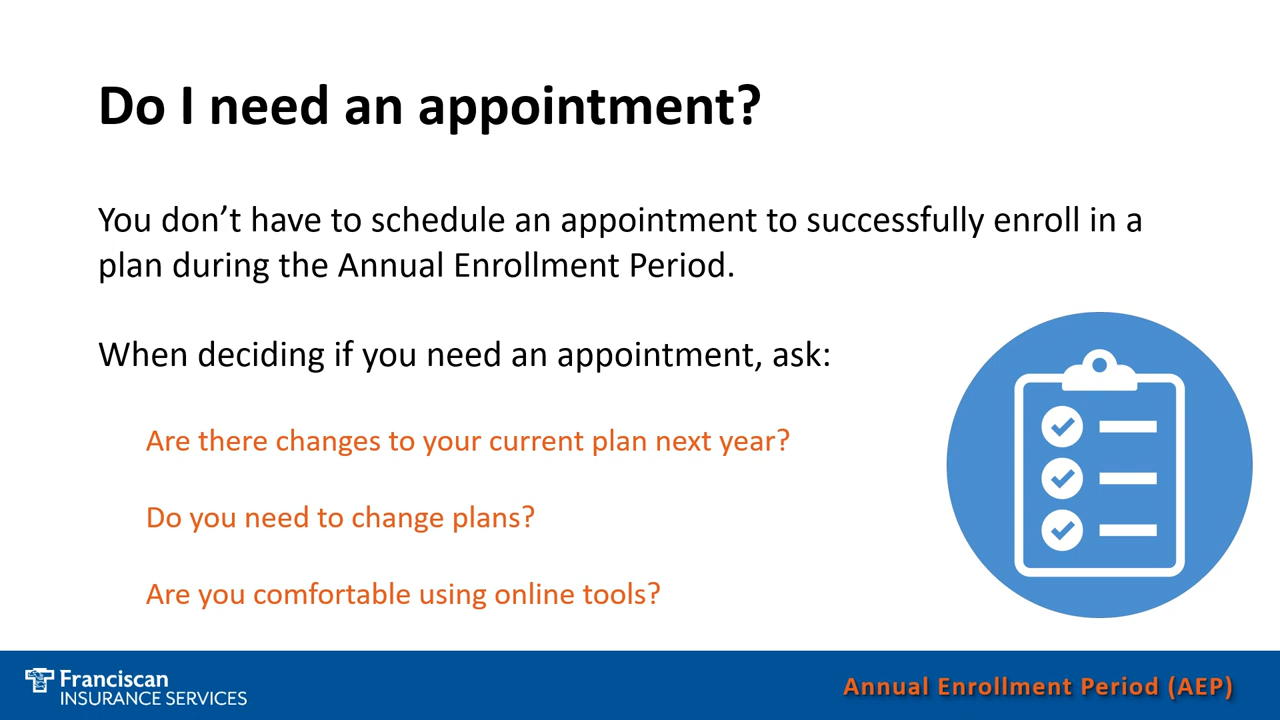 Do I need an appointment?
You don’t have to schedule an appointment to successfully enroll in a
plan during the Annual Enrollment Period.
When deciding if you need an appointment, ask:
Are there changes to your current plan next year?
Do you need to change plans?
Are you comfortable using online tools?
Franciscan
INSURANCE SERVICES
Annual Enrollment Period (AEP)